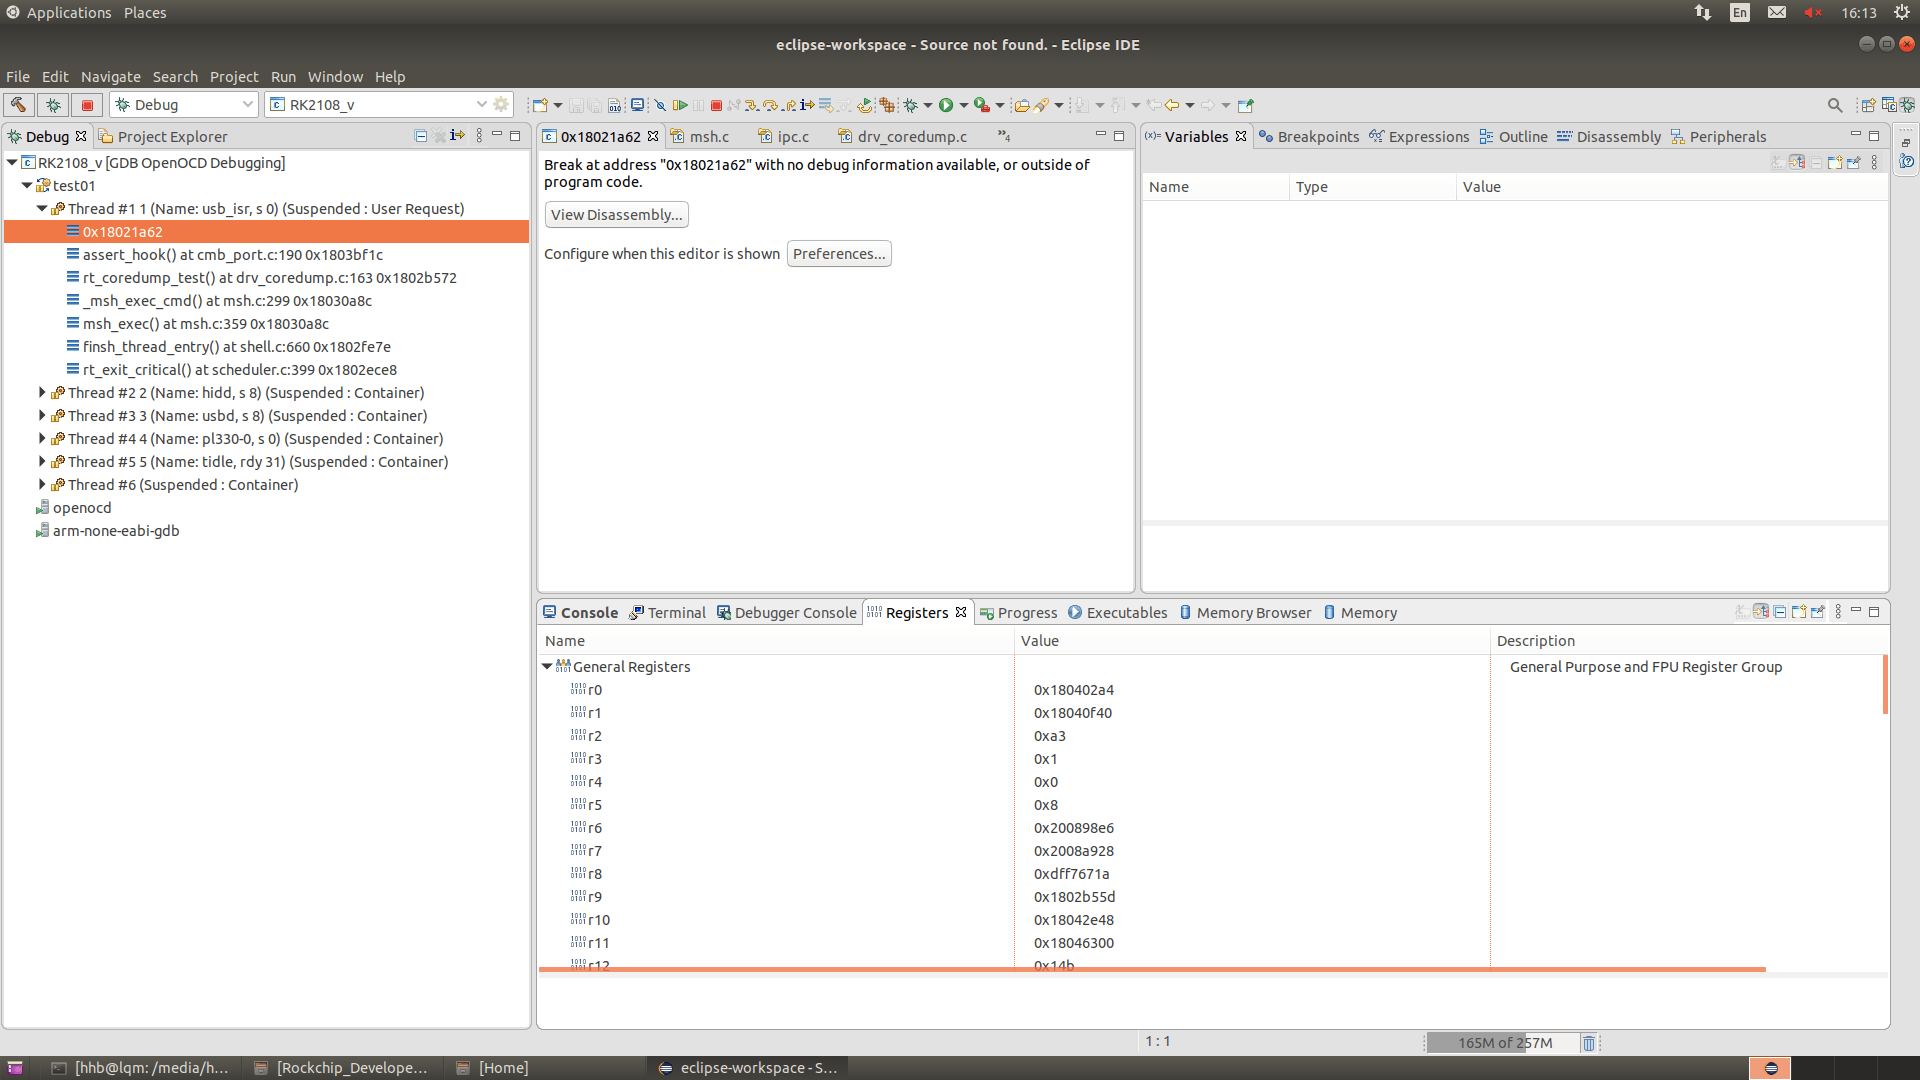 Applications Places
En 16:13
eclipse-workspace - Source not found. - Eclipse IDE
File Edit Navigate Search Project Run Window Help
Debug RK2108_v
Debug Project Explorer
RK2108_v [GDB OpenOCD Debugging]
test01
Thread #1 1 (Name: usb_isr, s 0) (Suspended : User Request)
0x18021a62
assert_hook() at cmb_port.c:190 0x1803bf1c
rt_coredump_test() at drv_coredump.c:163 0x1802b572
_msh_exec_cmd() at msh.c:299 0x18030a8c
msh_exec() at msh.c:359 0x18030a8c
finsh_thread_entry() at shell.c:660 0x1802fe7e
rt_exit_critical() at scheduler.c:399 0x1802ece8
Thread #2 2 (Name: hidd, s 8) (Suspended : Container)
Thread #3 3 (Name: usbd, s 8) (Suspended : Container)
Thread #4 4 (Name: pl330-0, s 0) (Suspended : Container)
Thread #5 5 (Name: tidle, rdy 31) (Suspended : Container)
Thread #6 (Suspended : Container)
openocd
arm-none-eabi-gdb
0x18021a62 msh.c ipc.c drv_coredump.c »4
Break at address "0x18021a62" with no debug information available, or outside of
program code.
View Disassembly...
Configure when this editor is shown Preferences...
(x)= Variables Breakpoints Expressions Outline Disassembly Peripherals
Name Type Value
Console Terminal Debugger Console Registers Progress Executables Memory Browser Memory
Name Value Description
General Registers General Purpose and FPU Register Group
r0 0x180402a4
r1 0x18040f40
r2 0xa3
r3 0x1
r4 0x0
r5 0x8
r6 0x200898e6
r7 0x2008a928
r8 0xdff7671a
r9 0x1802b55d
r10 0x18042e48
r11 0x18046300
r12 0x14b
1 : 1 165M of 257M
[hhb@lqm: /media/h... [Rockchip_Develope... [Home] eclipse-workspace - S...